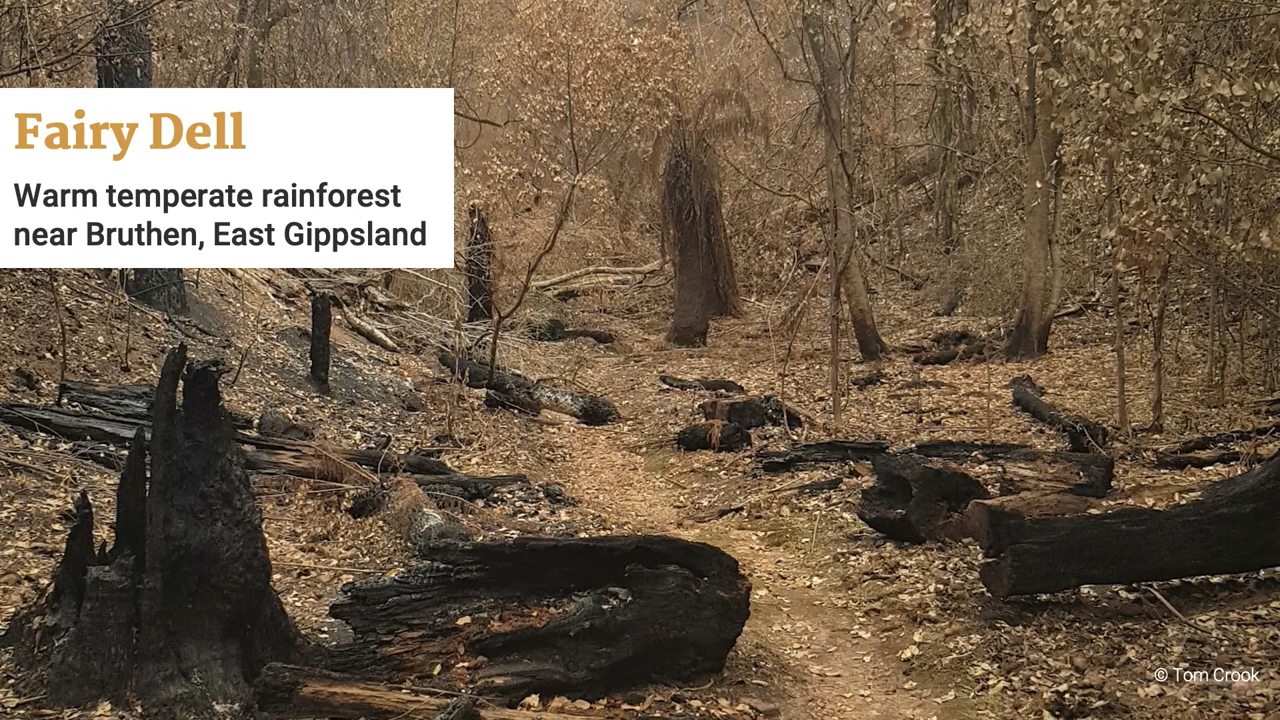 Fairy Dell
Warm temperate rainforest
near Bruthen, East Gippsland
© Tom Crook